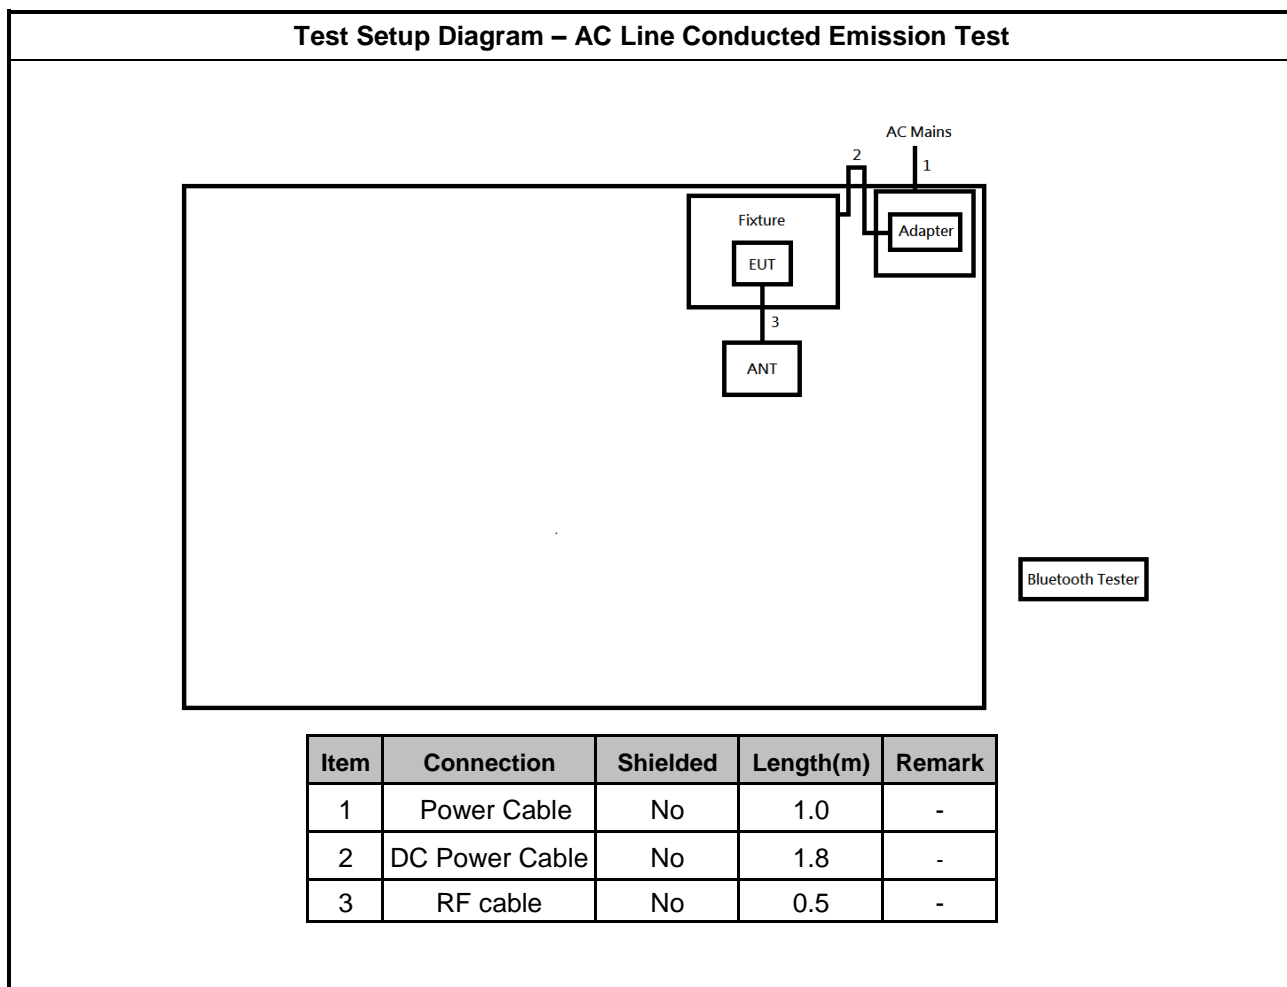 Test Setup Diagram – AC Line Conducted Emission Test
AC Mains
2
1
Fixture
Adapter
EUT
3
ANT
Bluetooth Tester
Item Connection Shielded Length(m) Remark
1 Power Cable No 1.0 -
2 DC Power Cable No 1.8 -
3 RF cable No 0.5 -